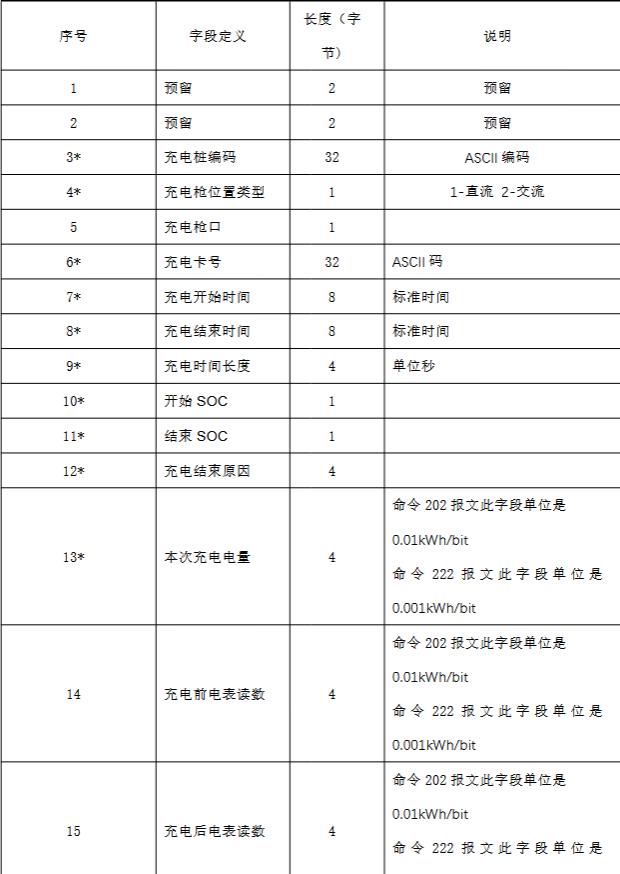 序号 字段定义 长度（字节） 说明
1 预留 2 预留
2 预留 2 预留
3* 充电桩编码 32 ASCII 编码
4* 充电枪位置类型 1 1-直流 2-交流
5 充电枪口 1
6* 充电卡号 32 ASCII 码
7* 充电开始时间 8 标准时间
8* 充电结束时间 8 标准时间
9* 充电时间长度 4 单位秒
10* 开始 SOC 1
11* 结束 SOC 1
12* 充电结束原因 4
13* 本次充电电量 4
命令 202 报文此字段单位是
0.01kWh/bit
命令 222 报文此字段单位是
0.001kWh/bit
14 充电前电表读数 4
命令 202 报文此字段单位是
0.01kWh/bit
命令 222 报文此字段单位是
0.001kWh/bit
15 充电后电表读数 4
命令 202 报文此字段单位是
0.01kWh/bit
命令 222 报文此字段单位是